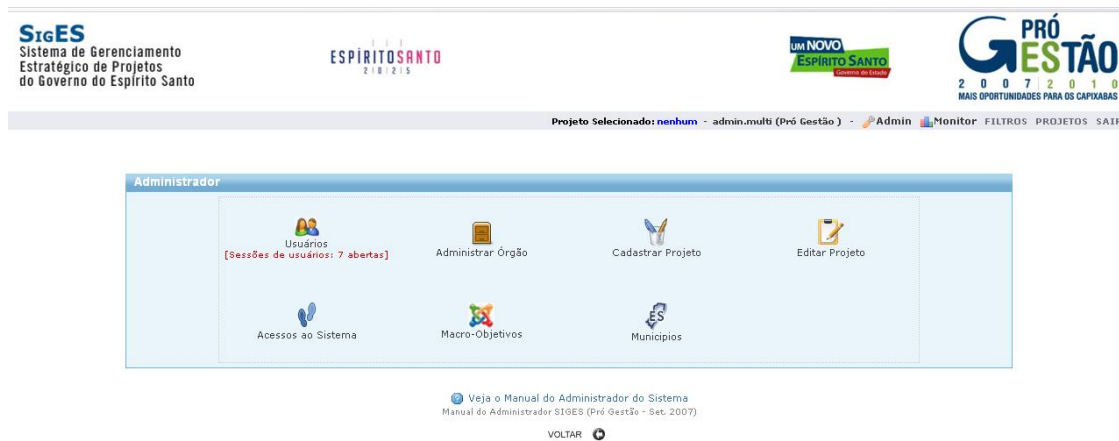 SIGES
Sistema de Gerenciamento
Estratégico de Projetos
do Governo do Espírito Santo
ESPÍRITOSANTO
2|0|2|5
UM NOVO
ESPÍRITO SANTO
Governo do Estado
PRÓ
GESTÃO
2 0 0 7 2 0 1 0
MAIS OPORTUNIDADES PARA OS CAPIXABAS
Projeto Selecionado: nenhum - admin.multi (Pró Gestão ) - Admin Monitor FILTROS PROJETOS SAIR
Administrador
Usuários
[Sessões de usuários: 7 abertas]
Administrar Órgão
Cadastrar Projeto
Editar Projeto
Acessos ao Sistema
Macro-Objetivos
ES
Municipios
Veja o Manual do Administrador do Sistema
Manual do Administrador SIGES (Pró Gestão - Set. 2007)
VOLTAR